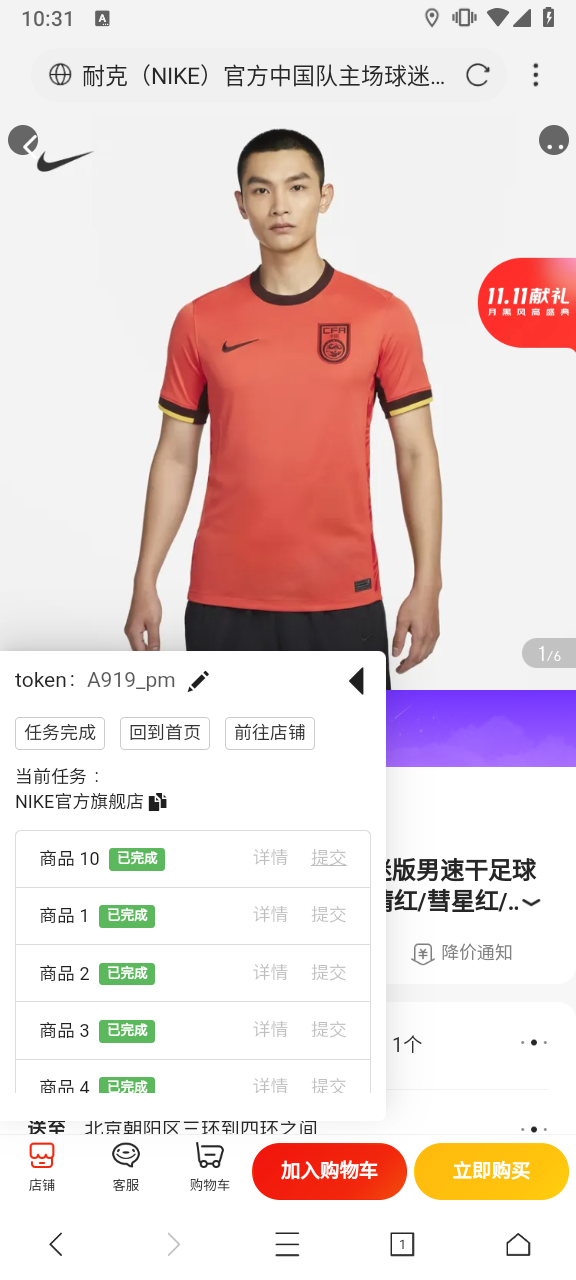 10:31
耐克（NIKE）官方中国队主场球迷...
CFA
11.11献礼
月黑风高盛典
1/6
token： A919_pm
任务完成 回到首页 前往店铺
当前任务：
NIKE官方旗舰店
商品 10 已完成 详情 提交
商品 1 已完成 详情 提交
商品 2 已完成 详情 提交
商品 3 已完成 详情 提交
商品 4 已完成 详情 提交
迷版男速干足球
红/彗星红/..
降价通知
1个
送至 北京朝阳区三环到四环之间
店铺 客服 购物车 加入购物车 立即购买
1